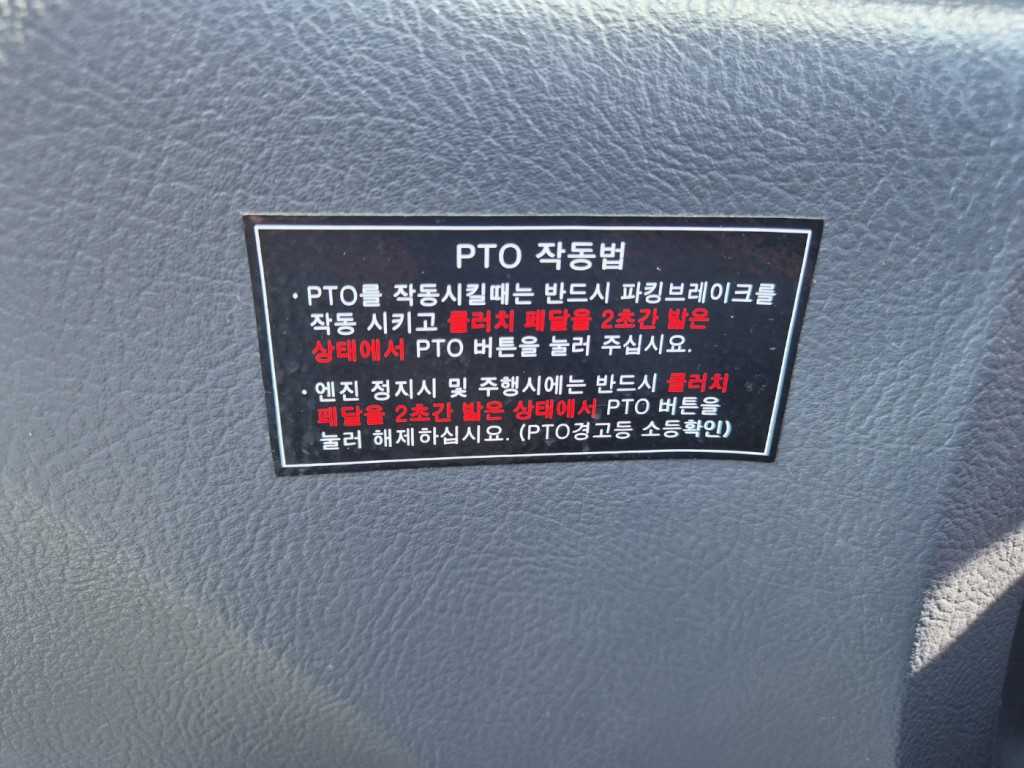 PTO 작동법
· PTO를 작동시킬때는 반드시 파킹브레이크를
작동 시키고 클러치 페달을 2초간 밟은
상태에서 PTO 버튼을 눌러 주십시요.
· 엔진 정지시 및 주행시에는 반드시 클러치
페달을 2초간 밟은 상태에서 PTO 버튼을
눌러 해제하십시요. (PTO경고등 소등확인)